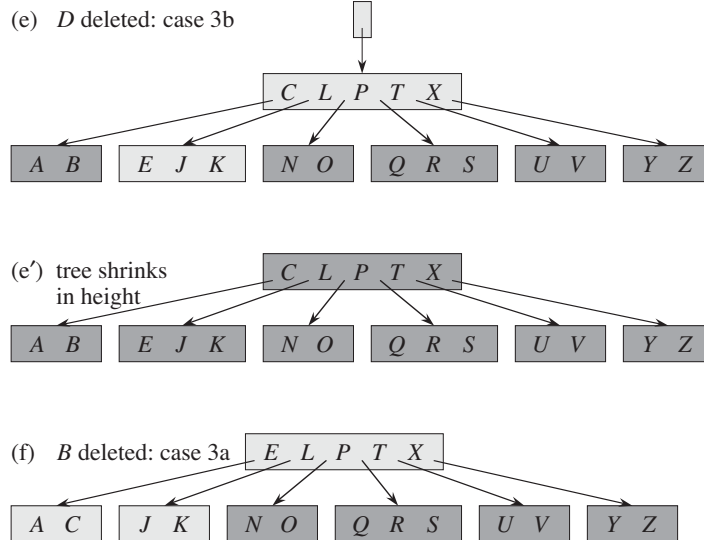 (e) D deleted: case 3b
C L P T X
A B E J K N O Q R S U V Y Z
(e′) tree shrinks
in height
C L P T X
A B E J K N O Q R S U V Y Z
(f) B deleted: case 3a
E L P T X
A C J K N O Q R S U V Y Z